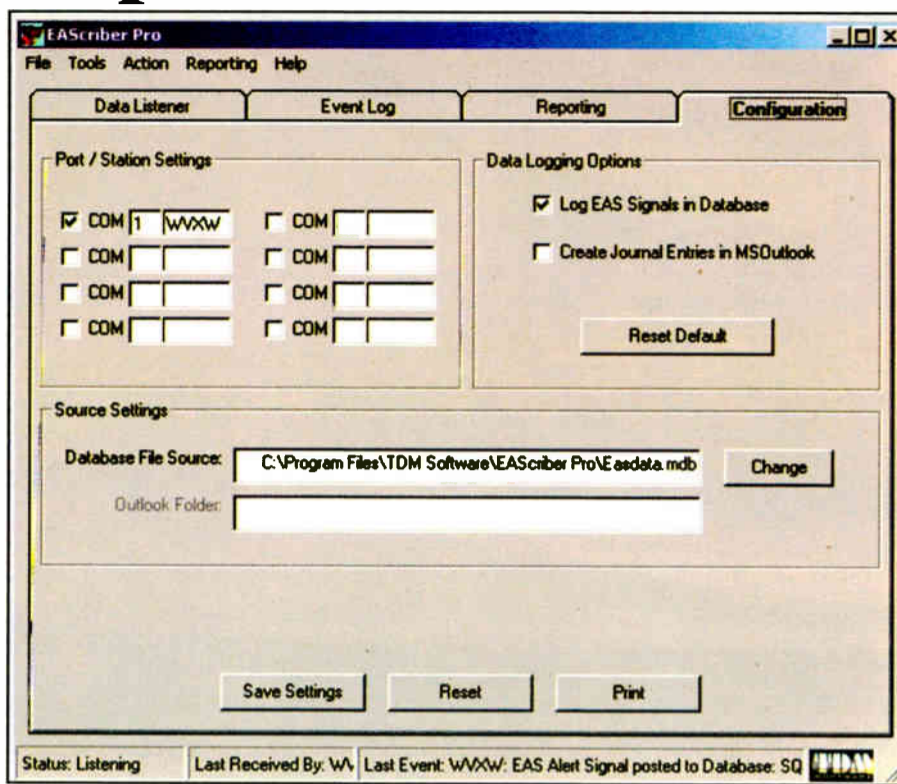 EAScriber Pro
File Tools Action Reporting Help
Data Listener Event Log Reporting Configuration
Port / Station Settings
COM 1 WVXW COM
COM COM
COM COM
COM COM
Data Logging Options
Log EAS Signals in Database
Create Journal Entries in MSOutlook
Reset Default
Source Settings
Database File Source: C:\Program Files\TDM Software\EAScriber Pro\Easdata.mdb Change
Outlook Folder:
Save Settings Reset Print
Status: Listening Last Received By: WV Last Event: WVXW: EAS Alert Signal posted to Database: SQ TDM